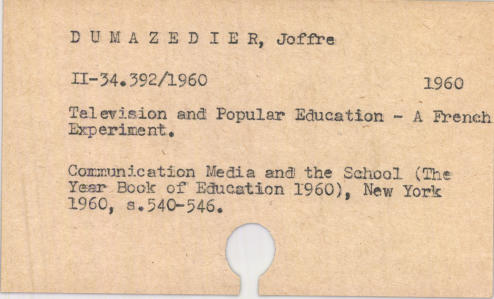 D U M A Z E D I E R, Joffre
II-34.392/1960 1960
Television and Popular Education - A French
Experiment.
Communication Media and the School (The
Year Book of Education 1960), New York
1960, s.540-546.